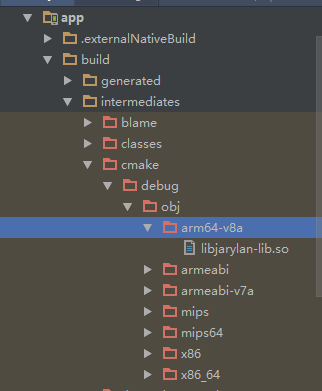 app
.externalNativeBuild
build
generated
intermediates
blame
classes
cmake
debug
obj
arm64-v8a
libjarylan-lib.so
armeabi
armeabi-v7a
mips
mips64
x86
x86_64